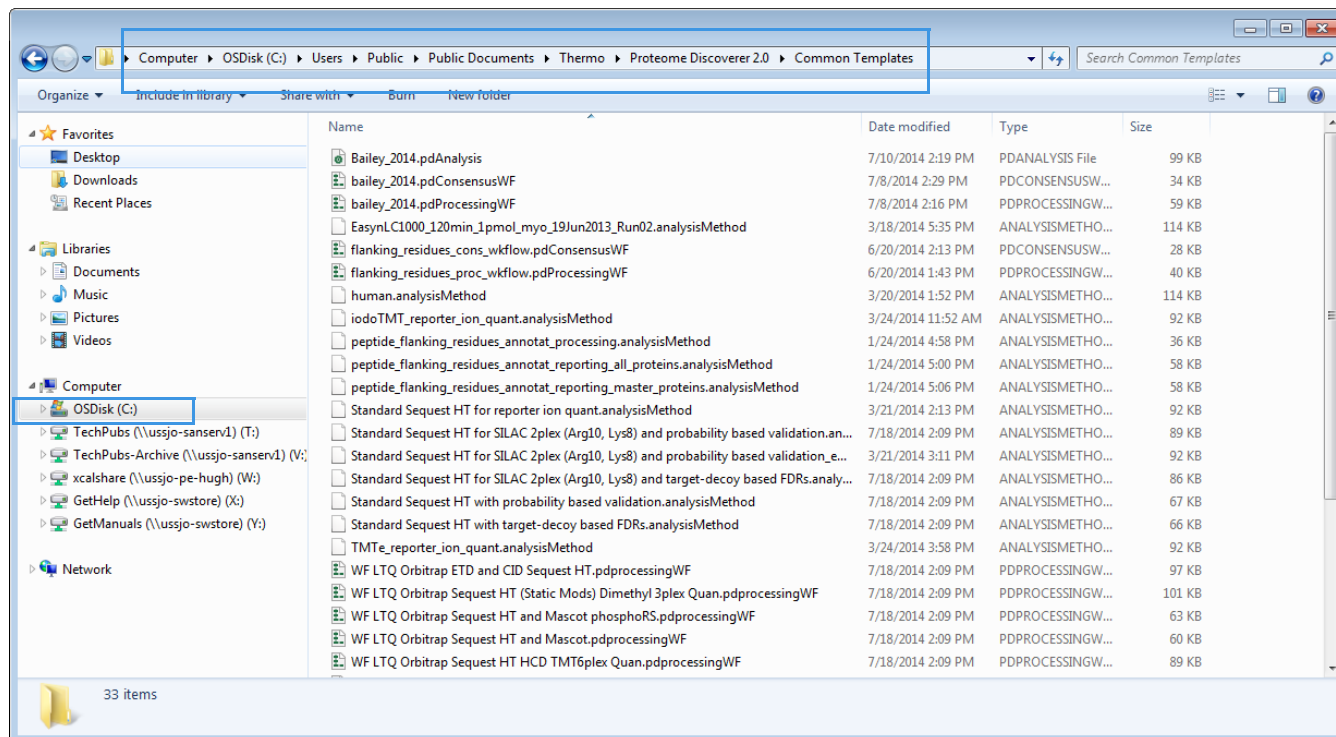 Computer OSDisk (C:) Users Public Public Documents Thermo Proteome Discoverer 2.0 Common Templates Search Common Templates
Organize Include in library Share with Burn New folder
Favorites
Desktop
Downloads
Recent Places
Libraries
Documents
Music
Pictures
Videos
Computer
OSDisk (C:)
TechPubs (\\ussjo-sanserv1) (T:)
TechPubs-Archive (\\ussjo-sanserv1) (V:
xcalshare (\\ussjo-pe-hugh) (W:)
GetHelp (\\ussjo-swstore) (X:)
GetManuals (\\ussjo-swstore) (Y:)
Network
Name Date modified Type Size
Bailey_2014.pdAnalysis 7/10/2014 2:19 PM PDANALYSIS File 99 KB
bailey_2014.pdConsensusWF 7/8/2014 2:29 PM PDCONSENSUSW... 34 KB
bailey_2014.pdProcessingWF 7/8/2014 2:16 PM PDPROCESSINGW... 59 KB
EasynLC1000_120min_1pmol_myo_19Jun2013_Run02.analysisMethod 3/18/2014 5:35 PM ANALYSISMETHO... 114 KB
flanking_residues_cons_wkflow.pdConsensusWF 6/20/2014 2:13 PM PDCONSENSUSW... 28 KB
flanking_residues_proc_wkflow.pdProcessingWF 6/20/2014 1:43 PM PDPROCESSINGW... 40 KB
human.analysisMethod 3/20/2014 1:52 PM ANALYSISMETHO... 114 KB
iodoTMT_reporter_ion_quant.analysisMethod 3/24/2014 11:52 AM ANALYSISMETHO... 92 KB
peptide_flanking_residues_annotat_processing.analysisMethod 1/24/2014 4:58 PM ANALYSISMETHO... 36 KB
peptide_flanking_residues_annotat_reporting_all_proteins.analysisMethod 1/24/2014 5:00 PM ANALYSISMETHO... 58 KB
peptide_flanking_residues_annotat_reporting_master_proteins.analysisMethod 1/24/2014 5:06 PM ANALYSISMETHO... 58 KB
Standard Sequest HT for reporter ion quant.analysisMethod 3/21/2014 2:13 PM ANALYSISMETHO... 92 KB
Standard Sequest HT for SILAC 2plex (Arg10, Lys8) and probability based validation.an... 7/18/2014 2:09 PM ANALYSISMETHO... 89 KB
Standard Sequest HT for SILAC 2plex (Arg10, Lys8) and probability based validation_e... 3/21/2014 3:11 PM ANALYSISMETHO... 92 KB
Standard Sequest HT for SILAC 2plex (Arg10, Lys8) and target-decoy based FDRs.analy... 7/18/2014 2:09 PM ANALYSISMETHO... 86 KB
Standard Sequest HT with probability based validation.analysisMethod 7/18/2014 2:09 PM ANALYSISMETHO... 67 KB
Standard Sequest HT with target-decoy based FDRs.analysisMethod 7/18/2014 2:09 PM ANALYSISMETHO... 66 KB
TMTe_reporter_ion_quant.analysisMethod 3/24/2014 3:58 PM ANALYSISMETHO... 92 KB
WF LTQ Orbitrap ETD and CID Sequest HT.pdprocessingWF 7/18/2014 2:09 PM PDPROCESSINGW... 97 KB
WF LTQ Orbitrap Sequest HT (Static Mods) Dimethyl 3plex Quan.pdprocessingWF 7/18/2014 2:09 PM PDPROCESSINGW... 101 KB
WF LTQ Orbitrap Sequest HT and Mascot phosphoRS.pdprocessingWF 7/18/2014 2:09 PM PDPROCESSINGW... 63 KB
WF LTQ Orbitrap Sequest HT and Mascot.pdprocessingWF 7/18/2014 2:09 PM PDPROCESSINGW... 60 KB
WF LTQ Orbitrap Sequest HT HCD TMT6plex Quan.pdprocessingWF 7/18/2014 2:09 PM PDPROCESSINGW... 89 KB
33 items